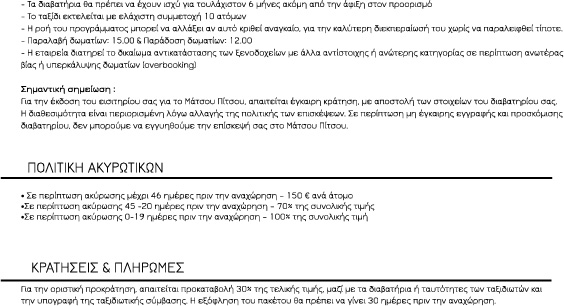 - Τα διαβατήρια θα πρέπει να έχουν ισχύ για τουλάχιστον 6 μήνες ακόμη από την άφιξη στον προορισμό
- Το ταξίδι εκτελείται με ελάχιστη συμμετοχή 10 ατόμων
- Η ροή του προγράμματος μπορεί να αλλάξει αν αυτό κριθεί αναγκαίο, για την καλύτερη διεκπεραίωσή του χωρίς να παραλειφθεί τίποτε.
- Παραλαβή δωματίων: 15.00 & Παράδοση δωματίων: 12.00
- Η εταιρεία διατηρεί το δικαίωμα αντικατάστασης των ξενοδοχείων με άλλα αντίστοιχης ή ανώτερης κατηγορίας σε περίπτωση ανωτέρας
βίας ή υπερκάλυψης δωματίου (overbooking)
Σημαντική σημείωση :
Για την έκδοση του εισιτηρίου σας για το Μάτσου Πίτσου, απαιτείται έγκαιρη κράτηση, με αποστολή των στοιχείων του διαβατηρίου σας.
Η διαθεσιμότητα είναι περιορισμένη λόγω αλλαγής της πολιτικής των επισκέψεων. Σε περίπτωση μη έγκαιρης εγγραφής και προσκόμισης
διαβατηρίου, δεν μπορούμε να εγγυηθούμε την επίσκεψή σας στο Μάτσου Πίτσου.
ΠΟΛΙΤΙΚΗ ΑΚΥΡΩΤΙΚΩΝ
• Σε περίπτωση ακύρωσης μέχρι 46 ημέρες πριν την αναχώρηση – 150 € ανά άτομο
•Σε περίπτωση ακύρωσης 45 -20 ημέρες πριν την αναχώρηση – 70% της συνολικής τιμής
•Σε περίπτωση ακύρωσης 0-19 ημέρες πριν την αναχώρηση – 100% της συνολικής τιμή
ΚΡΑΤΗΣΕΙΣ & ΠΛΗΡΩΜΕΣ
Για την οριστική προκράτηση, απαιτείται προκαταβολή 30% της τελικής τιμής, μαζί με τα διαβατήρια ή ταυτότητες των ταξιδιωτών και
την υπογραφή της ταξιδιωτικής σύμβασης. Η εξόφληση του πακέτου θα πρέπει να γίνει 30 ημέρες πριν την αναχώρηση.